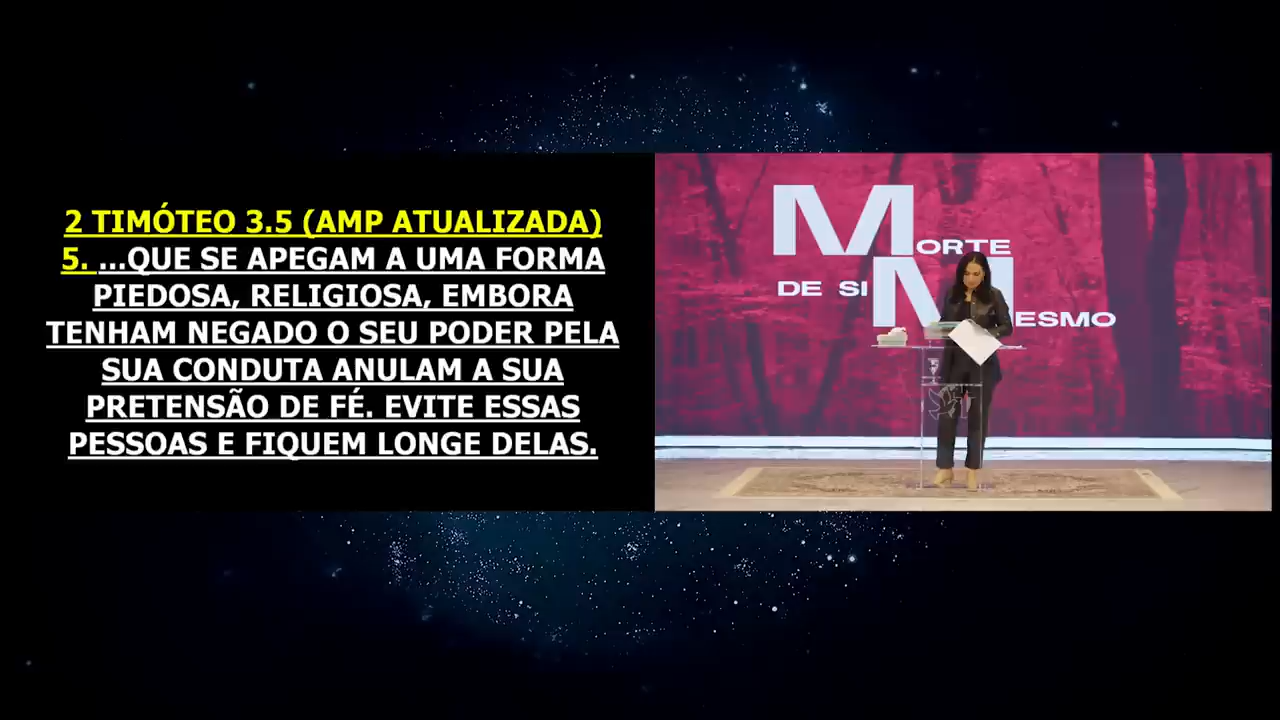 2 TIMÓTEO 3.5 (AMP ATUALIZADA)
5. ...QUE SE APEGAM A UMA FORMA
PIEDOSA, RELIGIOSA, EMBORA
TENHAM NEGADO O SEU PODER PELA
SUA CONDUTA ANULAM A SUA
PRETENSÃO DE FÉ. EVITE ESSAS
PESSOAS E FIQUEM LONGE DELAS.
MORTE
DE SI MESMO